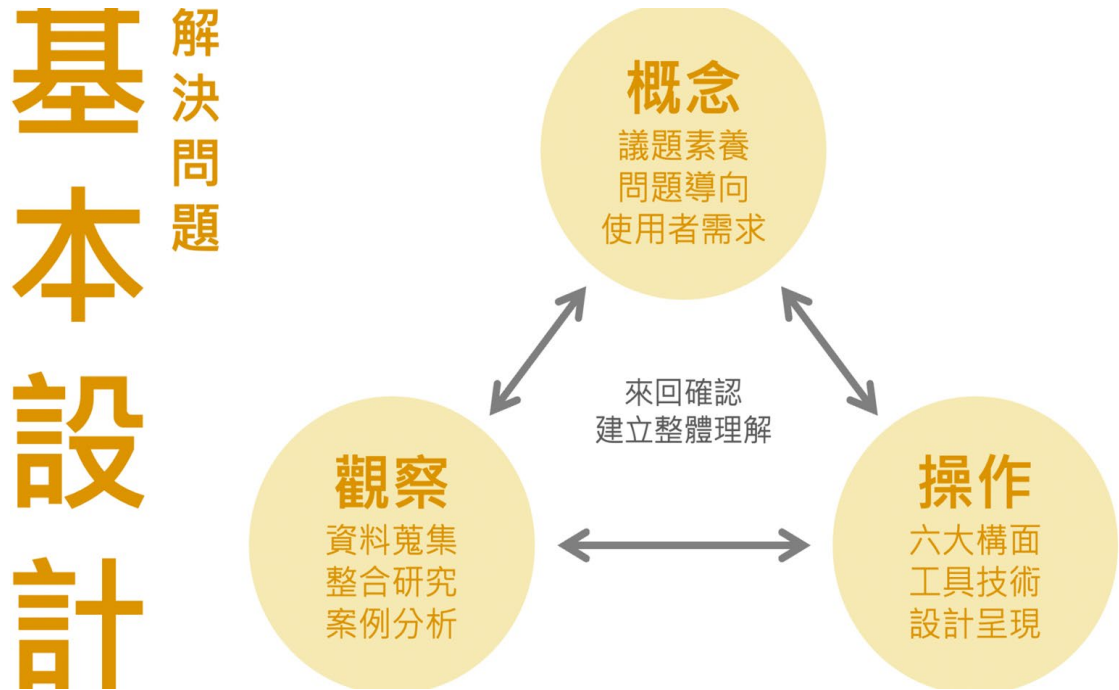 基本設計
解決問題
概念
議題素養
問題導向
使用者需求
來回確認
建立整體理解
觀察
資料蒐集
整合研究
案例分析
操作
六大構面
工具技術
設計呈現